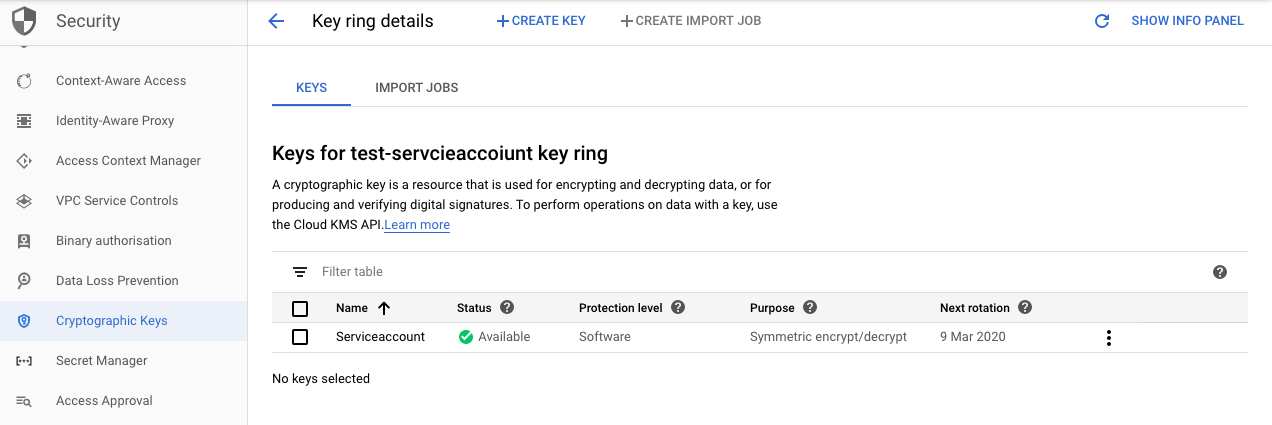 Security
Key ring details
CREATE KEY
CREATE IMPORT JOB
SHOW INFO PANEL
Context-Aware Access
Identity-Aware Proxy
Access Context Manager
VPC Service Controls
Binary authorisation
Data Loss Prevention
Cryptographic Keys
Secret Manager
Access Approval
KEYS IMPORT JOBS
Keys for test-servcieaccoiunt key ring
A cryptographic key is a resource that is used for encrypting and decrypting data, or for
producing and verifying digital signatures. To perform operations on data with a key, use
the Cloud KMS API.Learn more
Filter table
Name Status Protection level Purpose Next rotation
Serviceaccount Available Software Symmetric encrypt/decrypt 9 Mar 2020
No keys selected